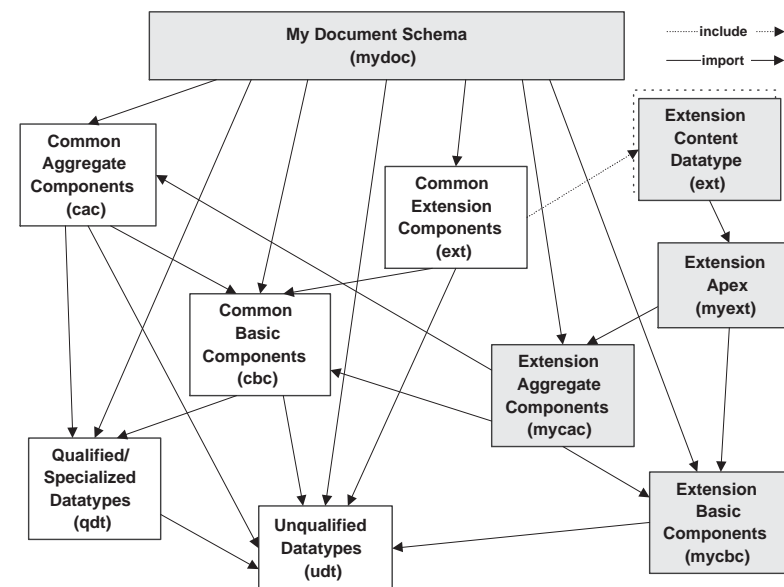 My Document Schema
(mydoc)
include
import
Common
Aggregate
Components
(cac)
Common
Extension
Components
(ext)
Extension
Content
Datatype
(ext)
Extension
Apex
(myext)
Common
Basic
Components
(cbc)
Extension
Aggregate
Components
(mycac)
Qualified/
Specialized
Datatypes
(qdt)
Unqualified
Datatypes
(udt)
Extension
Basic
Components
(mycbc)